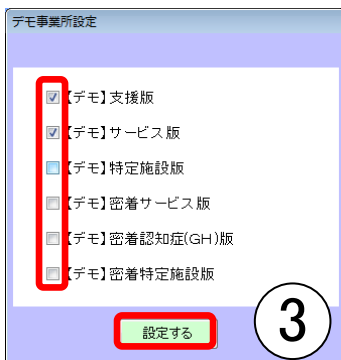 デモ事業所設定
【デモ】支援版
【デモ】サービス版
【デモ】特定施設版
【デモ】密着サービス版
【デモ】密着認知症(GH)版
【デモ】密着特定施設版
設定する
3